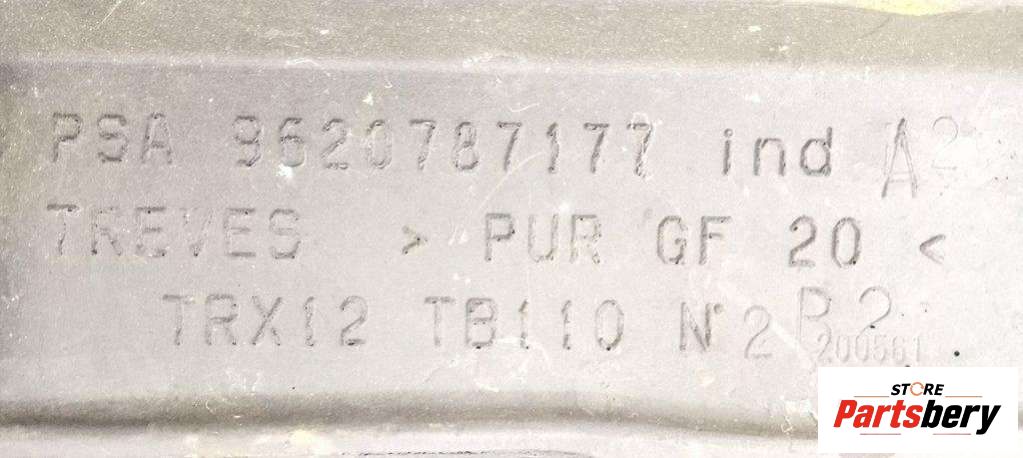 PSA 9620787177 ind A2
TREVES > PUR GF 20 <
TRX12 TB110 N° 2 B2
200561
STORE
Partsbery